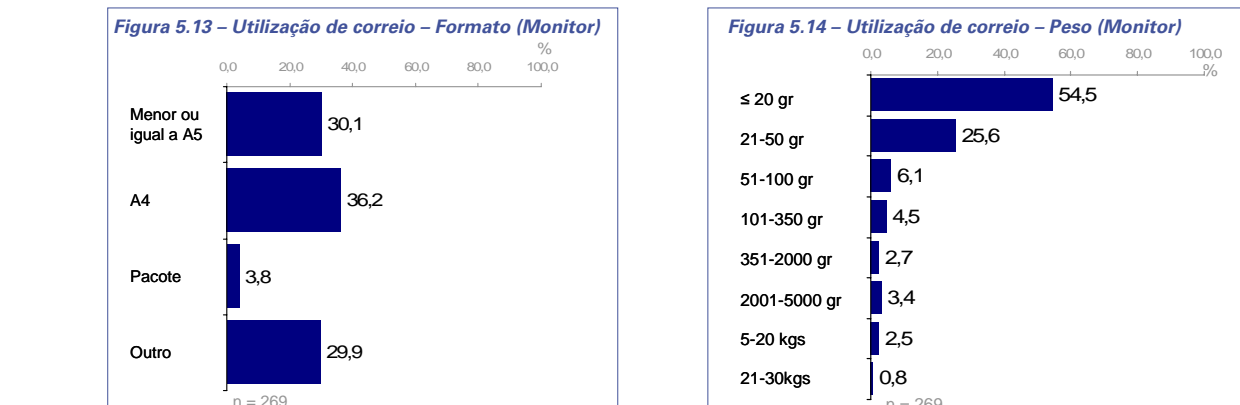 Figura 5.13 – Utilização de correio – Formato (Monitor)
%
0,0 20,0 40,0 60,0 80,0 100,0
Menor ou
igual a A5
30,1
A4
36,2
Pacote
3,8
Outro
29,9
n = 269
Figura 5.14 – Utilização de correio – Peso (Monitor)
0,0 20,0 40,0 60,0 80,0 100,0
%
≤ 20 gr
54,5
21-50 gr
25,6
51-100 gr
6,1
101-350 gr
4,5
351-2000 gr
2,7
2001-5000 gr
3,4
5-20 kgs
2,5
21-30kgs
0,8
n = 269